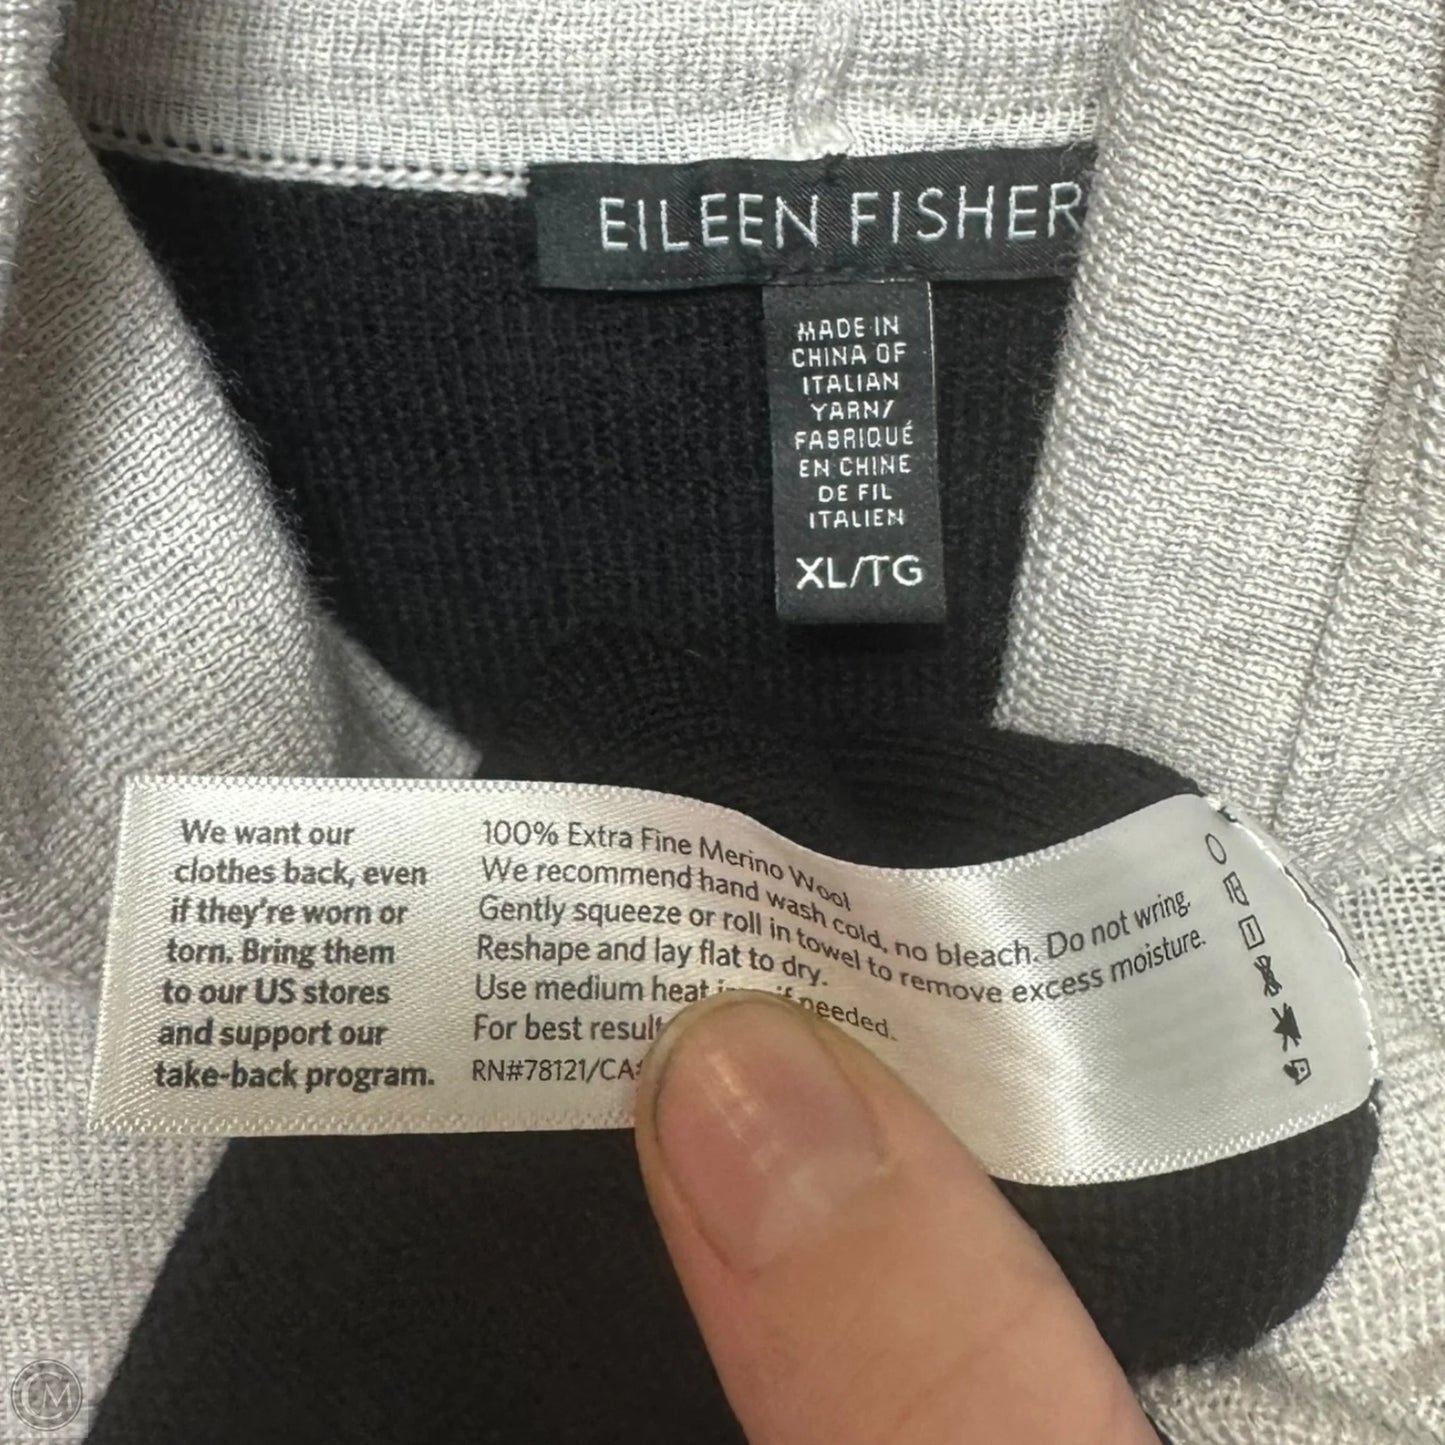 EILEEN FISHER
MADE IN
CHINA OF
ITALIAN
YARN/
FABRIQUÉ
EN CHINE
DE FIL
ITALIEN
XL/TG
We want our
clothes back, even
if they're worn or
torn. Bring them
to our US stores
and support our
take-back program.
100% Extra Fine Merino Wool
We recommend hand wash cold, no bleach. Do not wring.
Gently squeeze or roll in towel to remove excess moisture.
Reshape and lay flat to dry.
Use medium heat if needed.
For best
RN#78121/CA
CM